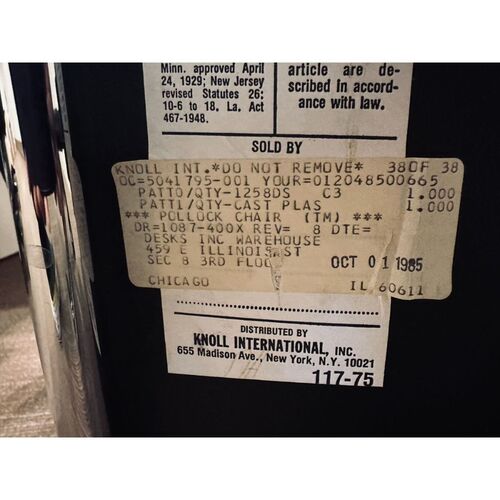 Minn. approved April
24, 1929; New Jersey
revised Statutes 26:
10-6 to 18. La. Act
467-1948.
article are de-
scribed in accord-
ance with law.
SOLD BY
KNOLL INT.*DO NOT REMOVE* 38OF 38
OC=5041795-001 YOUR=012048500665
PATTO/QTY-1258DS C3 1.000
PATT1/QTY-CAST PLAS 1.000
*** POLLOCK CHAIR (TM) ***
DR=1087-400X REV= 8 DTE=
DESKS INC WAREHOUSE
459 E ILLINOIS ST
SEC 8 3RD FLOO OCT 01 1985
CHICAGO IL 60611
DISTRIBUTED BY
KNOLL INTERNATIONAL, INC.
655 Madison Ave., New York, N.Y. 10021
117-75